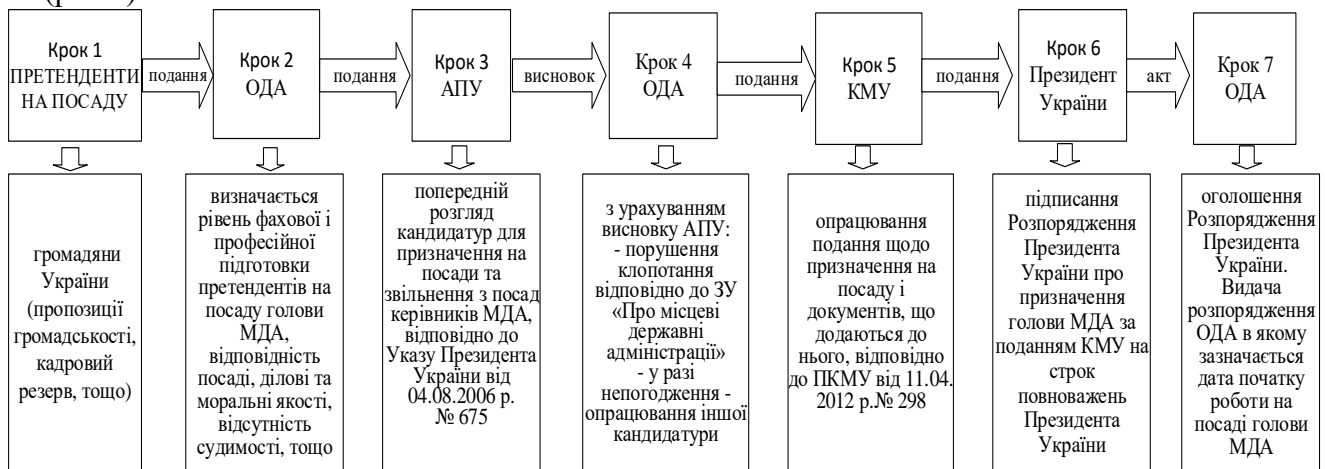 Крок 1
ПРЕТЕНДЕНТИ
НА ПОСАДУ
подання
Крок 2
ОДА
подання
Крок 3
АПУ
висновок
Крок 4
ОДА
подання
Крок 5
КМУ
подання
Крок 6
Президент
України
акт
Крок 7
ОДА
громадяни
України
(пропозиції
громадськості,
кадровий
резерв, тощо)
визначається
рівень фахової і
професійної
підготовки
претендентів на
посаду голови
МДА,
відповідність
посаді, ділові та
моральні якості,
відсутність
судимості, тощо
попередній
розгляд
кандидатур для
призначення на
посади та
звільнення з посад
керівників МДА,
відповідно до
Указу Президента
України від
04.08.2006 р.
№ 675
з урахуванням
висновку АПУ:
- порушення
клопотання
відповідно до ЗУ
«Про місцеві
державні
адміністрації»
- у разі
непогодження -
опрацювання іншої
кандидатури
опрацювання
подання щодо
призначення на
посаду і
документів, що
додаються до
нього, відповідно
до ПКМУ від 11.04.
2012 р.№ 298
підписання
Розпорядження
Президента
України про
призначення
голови МДА за
поданням КМУ на
строк
повноважень
Президента
України
оголошення
Розпорядження
Президента
України.
Видача
розпорядження
ОДА в якому
зазначається
дата початку
роботи на
посаді голови
МДА